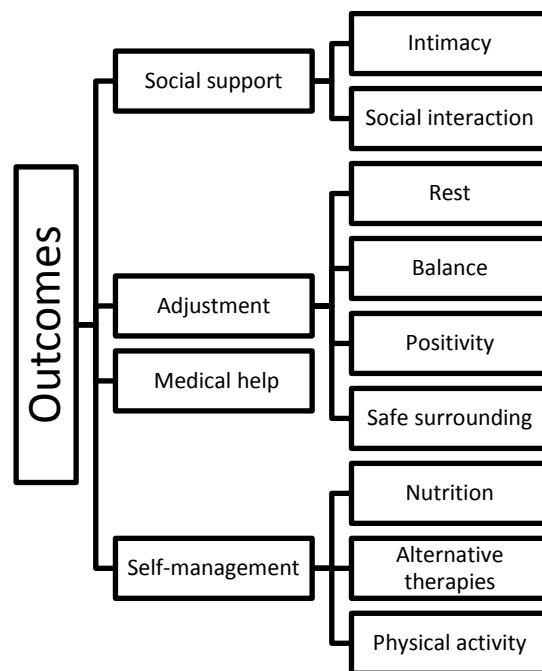 Outcomes
Social support
Intimacy
Social interaction
Adjustment
Rest
Balance
Positivity
Safe surrounding
Medical help
Self-management
Nutrition
Alternative
therapies
Physical activity